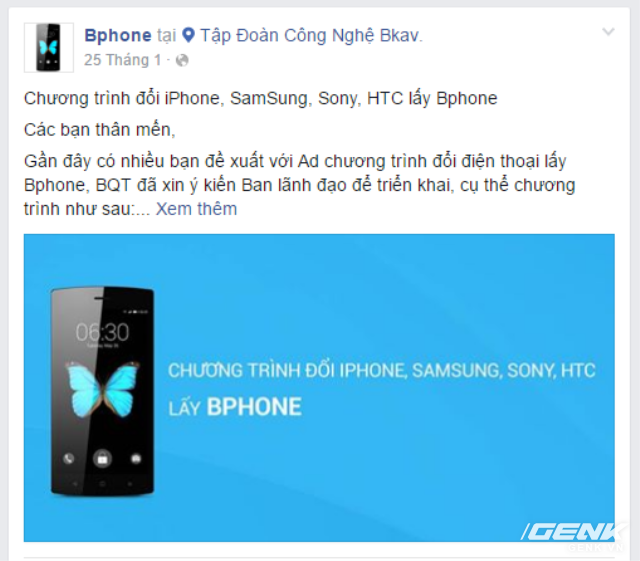 Bphone tại Tập Đoàn Công Nghệ Bkav.
25 Tháng 1 ·
Chương trình đổi iPhone, SamSung, Sony, HTC lấy Bphone
Các bạn thân mến,
Gần đây có nhiều bạn đề xuất với Ad chương trình đổi điện thoại lấy
Bphone, BQT đã xin ý kiến Ban lãnh đạo để triển khai, cụ thể chương
trình như sau:... Xem thêm
06:30
CHƯƠNG TRÌNH ĐỔI IPHONE, SAMSUNG, SONY, HTC
LẤY BPHONE
GENK
GENK.VN